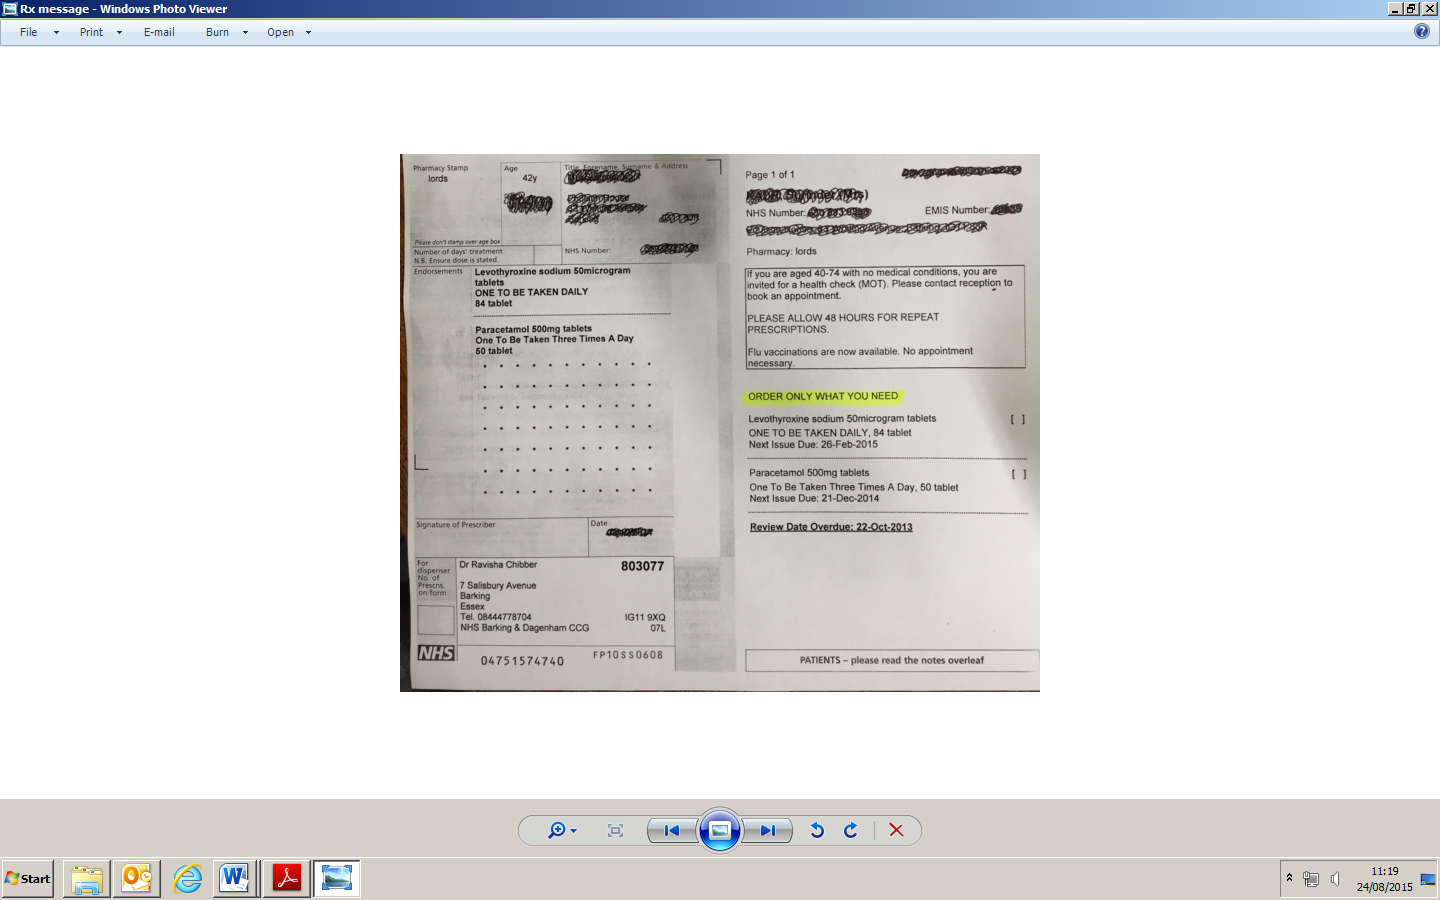 Rx message - Windows Photo Viewer
File Print E-mail Burn Open
Pharmacy Stamp
lords
Age
42y
Title, Forename, Surname & Address
Please don't stamp over age box
Number of days' treatment
N.B. Ensure dose is stated
NHS Number:
Endorsements
Levothyroxine sodium 50microgram
tablets
ONE TO BE TAKEN DAILY
84 tablet
Paracetamol 500mg tablets
One To Be Taken Three Times A Day
50 tablet
Signature of Prescriber
Date
For
dispenser
No. of
Prescns.
on form
Dr Ravisha Chibber 803077
7 Salisbury Avenue
Barking
Essex
Tel. 08444778704 IG11 9XQ
NHS Barking & Dagenham CCG 07L
NHS
04751574740 FP10SS0608
Page 1 of 1
(Mrs)
NHS Number: EMIS Number:
Pharmacy: lords
If you are aged 40-74 with no medical conditions, you are
invited for a health check (MOT). Please contact reception to
book an appointment.
PLEASE ALLOW 48 HOURS FOR REPEAT
PRESCRIPTIONS.
Flu vaccinations are now available. No appointment
necessary.
ORDER ONLY WHAT YOU NEED
Levothyroxine sodium 50microgram tablets [ ]
ONE TO BE TAKEN DAILY, 84 tablet
Next Issue Due: 26-Feb-2015
Paracetamol 500mg tablets [ ]
One To Be Taken Three Times A Day, 50 tablet
Next Issue Due: 21-Dec-2014
Review Date Overdue: 22-Oct-2013
PATIENTS – please read the notes overleaf
Start
11:19
24/08/2015